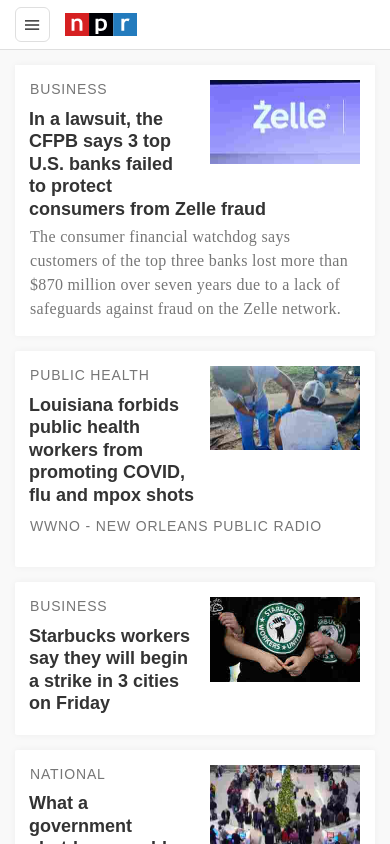 npr
BUSINESS
In a lawsuit, the
CFPB says 3 top
U.S. banks failed
to protect
consumers from Zelle fraud
Zelle
The consumer financial watchdog says
customers of the top three banks lost more than
$870 million over seven years due to a lack of
safeguards against fraud on the Zelle network.
PUBLIC HEALTH
Louisiana forbids
public health
workers from
promoting COVID,
flu and mpox shots
WWNO - NEW ORLEANS PUBLIC RADIO
BUSINESS
Starbucks workers
say they will begin
a strike in 3 cities
on Friday
STARBUCKS
WORKERS UNITED
NATIONAL
What a
government